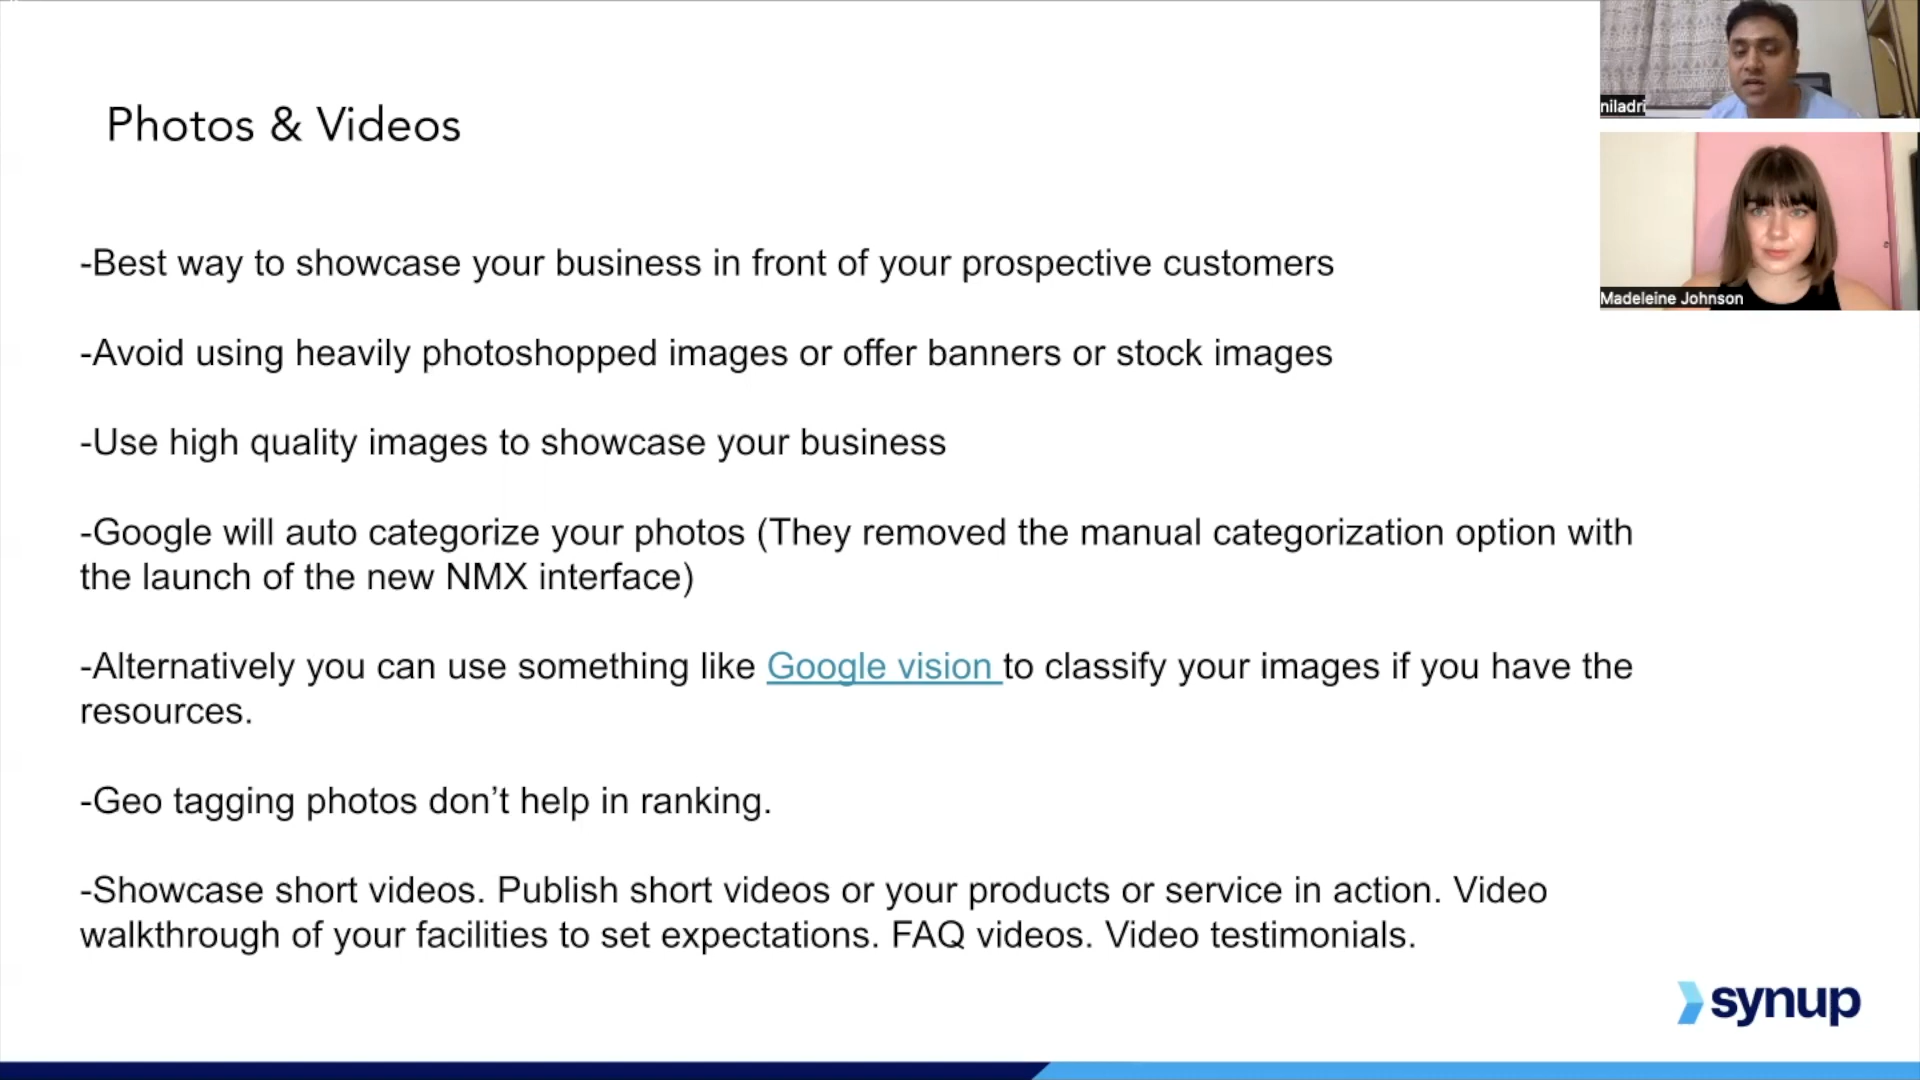 Photos & Videos
-Best way to showcase your business in front of your prospective customers
-Avoid using heavily photoshopped images or offer banners or stock images
-Use high quality images to showcase your business
-Google will auto categorize your photos (They removed the manual categorization option with
the launch of the new NMX interface)
-Alternatively you can use something like Google vision to classify your images if you have the
resources.
-Geo tagging photos don’t help in ranking.
-Showcase short videos. Publish short videos or your products or service in action. Video
walkthrough of your facilities to set expectations. FAQ videos. Video testimonials.
niladri
Madeleine Johnson
synup